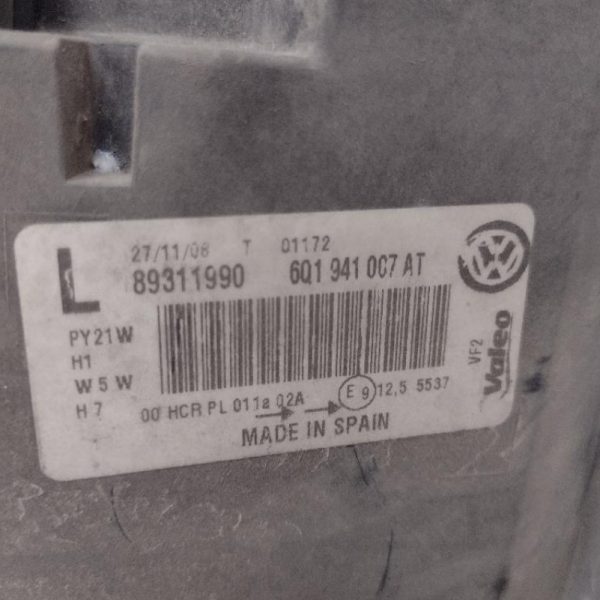 L
27/11/08 T 01172
89311990 6Q1 941 007 AT
PY21W
H1
W5W
H7
00 HCR PL 011a 02A E 9 12,5 5537
MADE IN SPAIN
VF2
Valeo